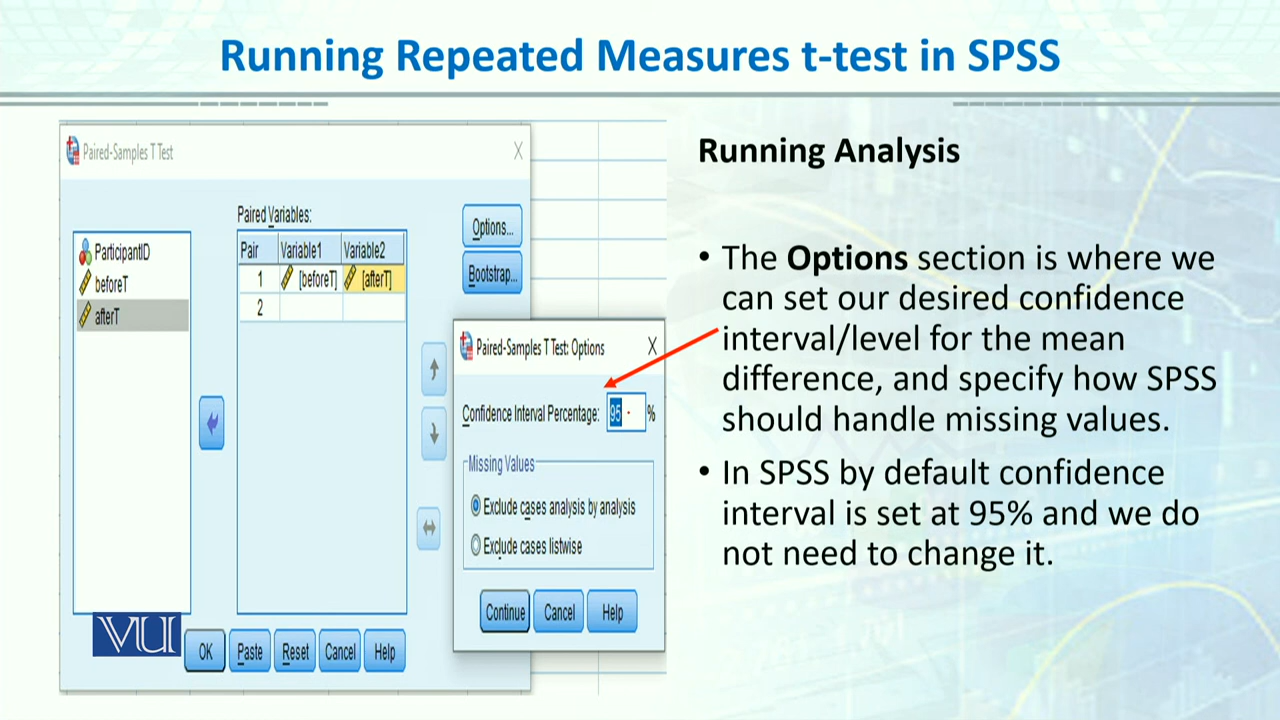 Running Repeated Measures t-test in SPSS
Paired-Samples T Test
ParticipantID
beforeT
afterT
Paired Variables:
Pair Variable1 Variable2
1 [beforeT] [afterT]
2
Options...
Bootstrap...
Paired-Samples T Test: Options
Confidence Interval Percentage: 95 %
Missing Values
Exclude cases analysis by analysis
Exclude cases listwise
Continue Cancel Help
VU
OK Paste Reset Cancel Help
Running Analysis
• The Options section is where we
can set our desired confidence
interval/level for the mean
difference, and specify how SPSS
should handle missing values.
• In SPSS by default confidence
interval is set at 95% and we do
not need to change it.